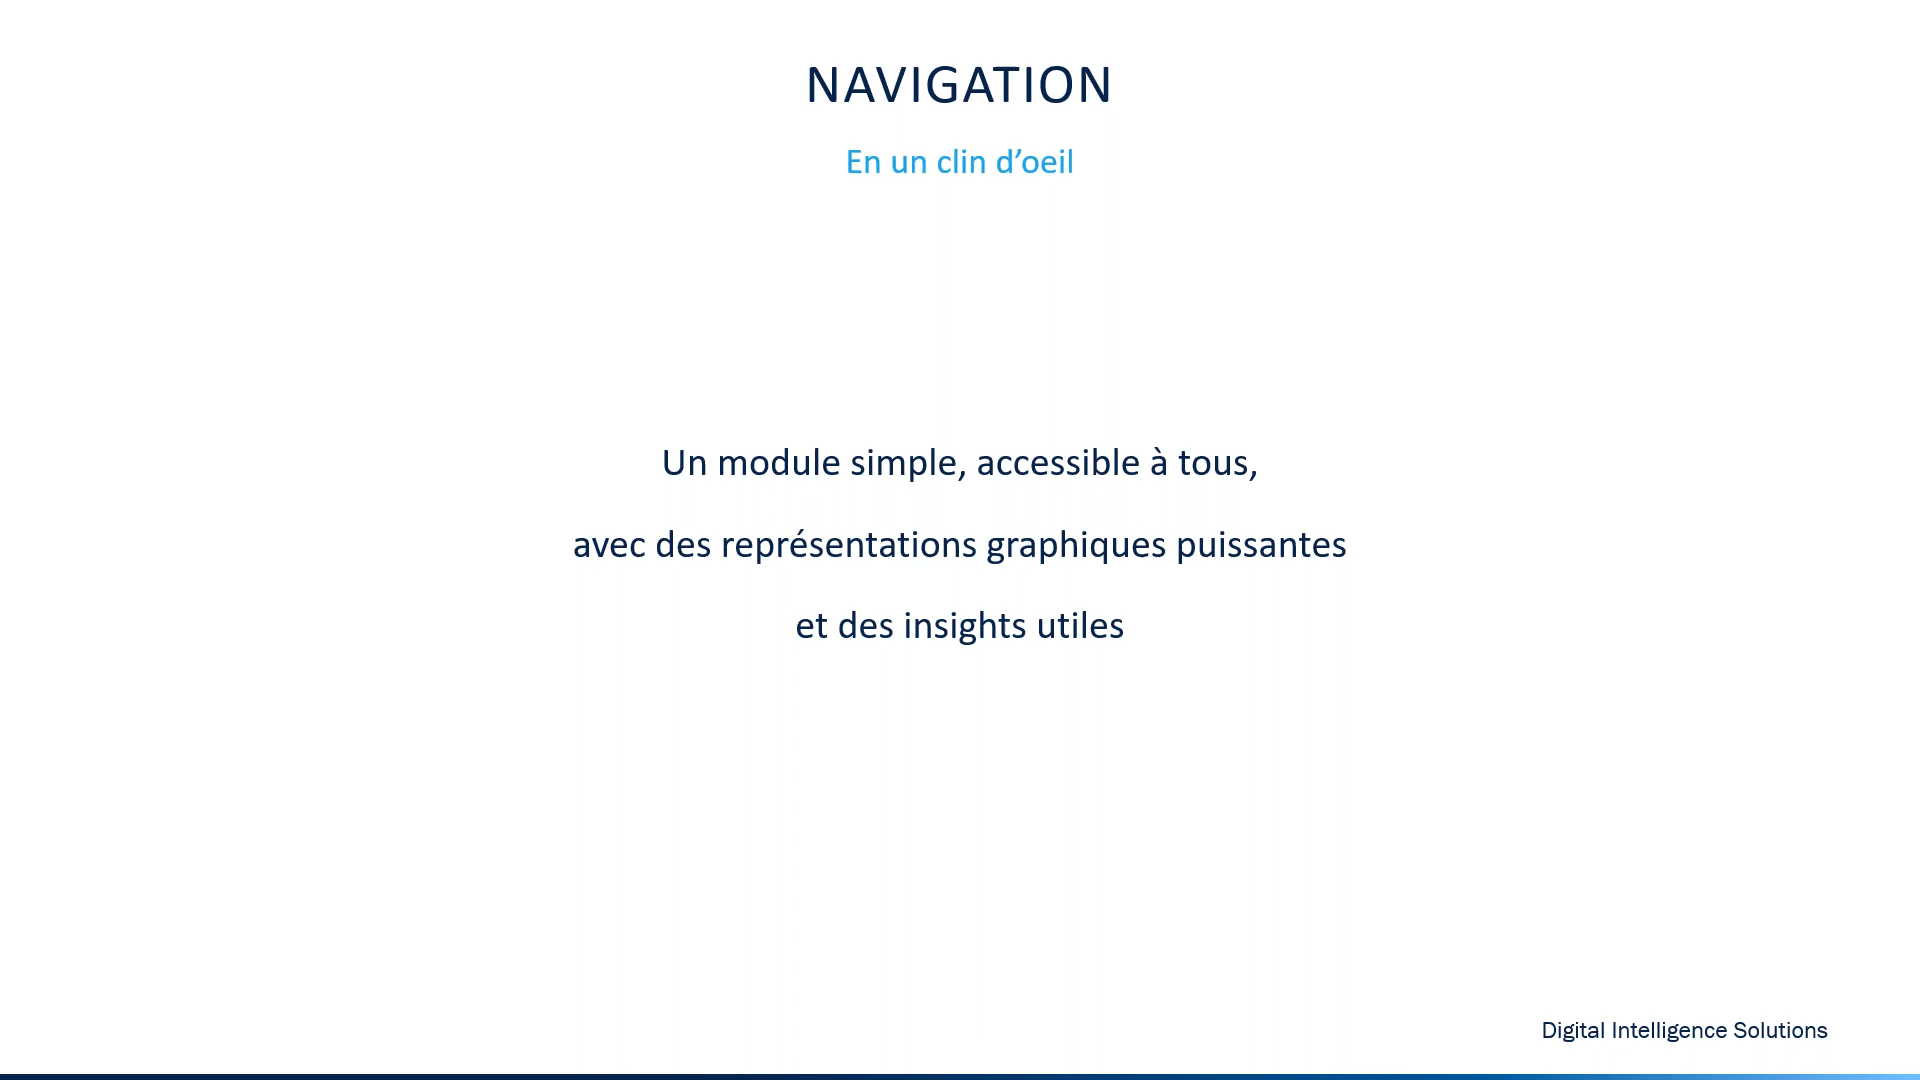 NAVIGATION
En un clin d’oeil
Un module simple, accessible à tous,
avec des représentations graphiques puissantes
et des insights utiles
Digital Intelligence Solutions